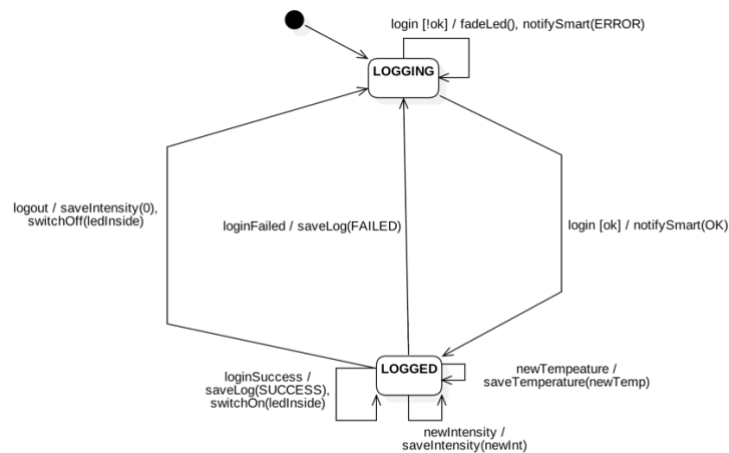 login [!ok] / fadeLed(), notifySmart(ERROR)
LOGGING
logout / saveIntensity(0),
switchOff(ledInside)
loginFailed / saveLog(FAILED)
login [ok] / notifySmart(OK)
LOGGED
loginSuccess /
saveLog(SUCCESS),
switchOn(ledInside)
newTempeature /
saveTemperature(newTemp)
newIntensity /
saveIntensity(newInt)